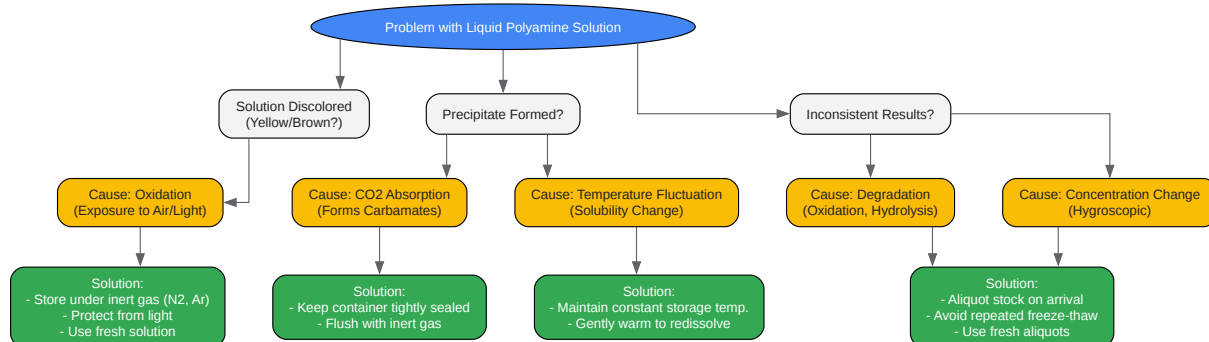 Problem with Liquid Polyamine Solution
Solution Discolored
(Yellow/Brown?)
Precipitate Formed?
Inconsistent Results?
Cause: Oxidation
(Exposure to Air/Light)
Cause: CO2 Absorption
(Forms Carbamates)
Cause: Temperature Fluctuation
(Solubility Change)
Cause: Degradation
(Oxidation, Hydrolysis)
Cause: Concentration Change
(Hygroscopic)
Solution:
- Store under inert gas (N2, Ar)
- Protect from light
- Use fresh solution
Solution:
- Keep container tightly sealed
- Flush with inert gas
Solution:
- Maintain constant storage temp.
- Gently warm to redissolve
Solution:
- Aliquot stock on arrival
- Avoid repeated freeze-thaw
- Use fresh aliquots